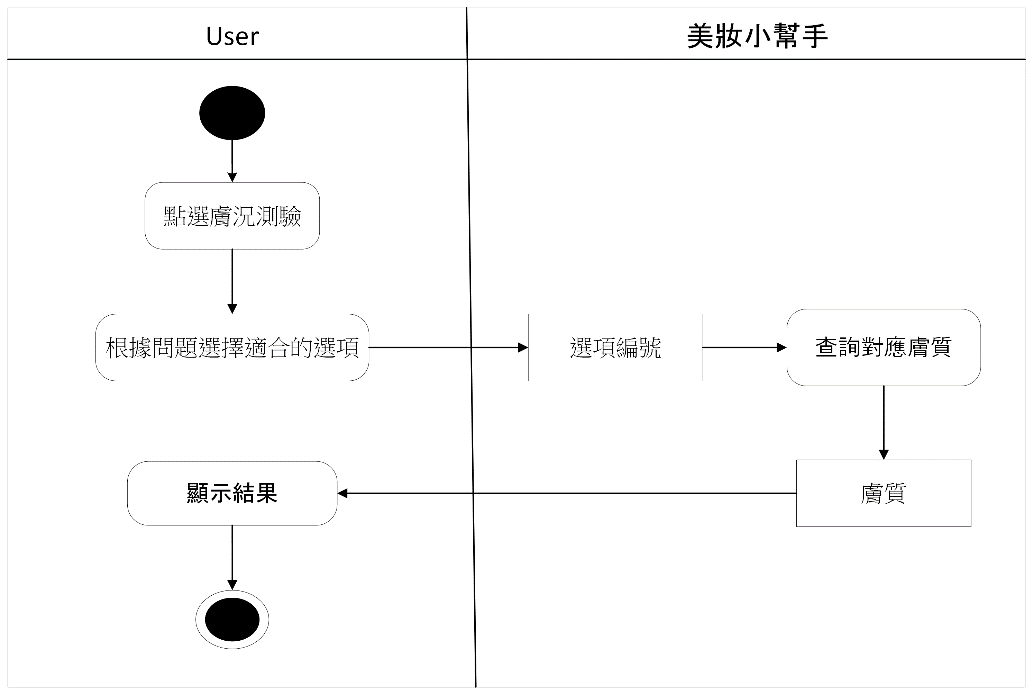 User
美妝小幫手
點選膚況測驗
根據問題選擇適合的選項
選項編號
查詢對應膚質
膚質
顯示結果